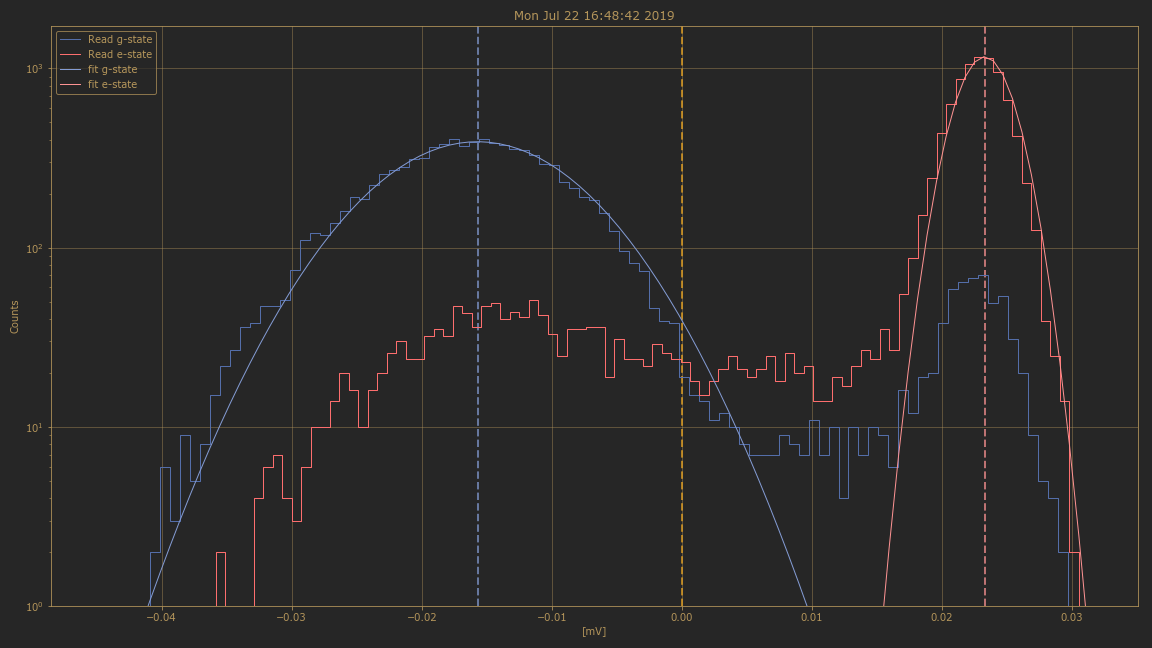 Mon Jul 22 16:48:42 2019
Read g-state
Read e-state
fit g-state
fit e-state
Counts
10³
10²
10¹
10⁰
−0.04 −0.03 −0.02 −0.01 0.00 0.01 0.02 0.03
[mV]